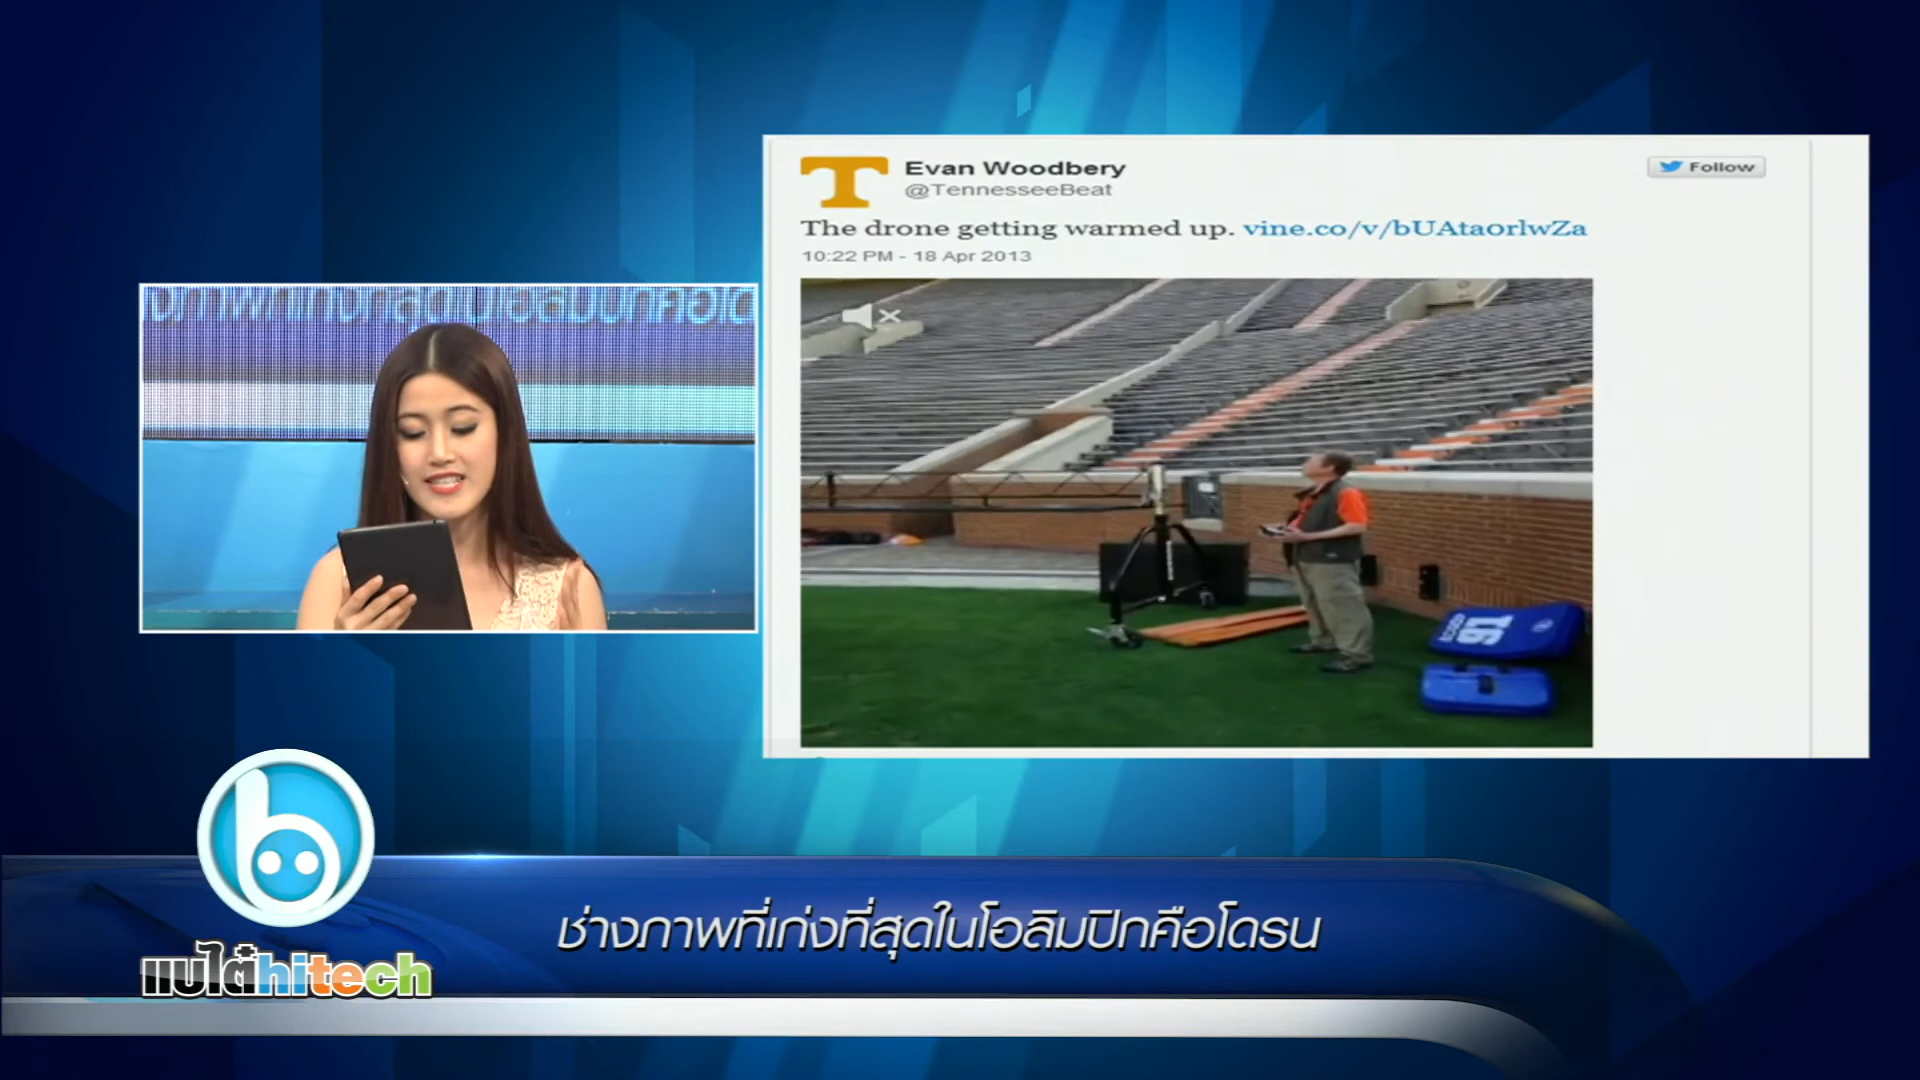 Evan Woodbery
Follow
@TennesseeBeat
The drone getting warmed up. vine.co/v/bUAta0rlwZa
10:22 PM - 18 Apr 2013
16
ช่างภาพที่เก่งที่สุดในโอลิมปิกคือโดรน
แบไต๋hitech